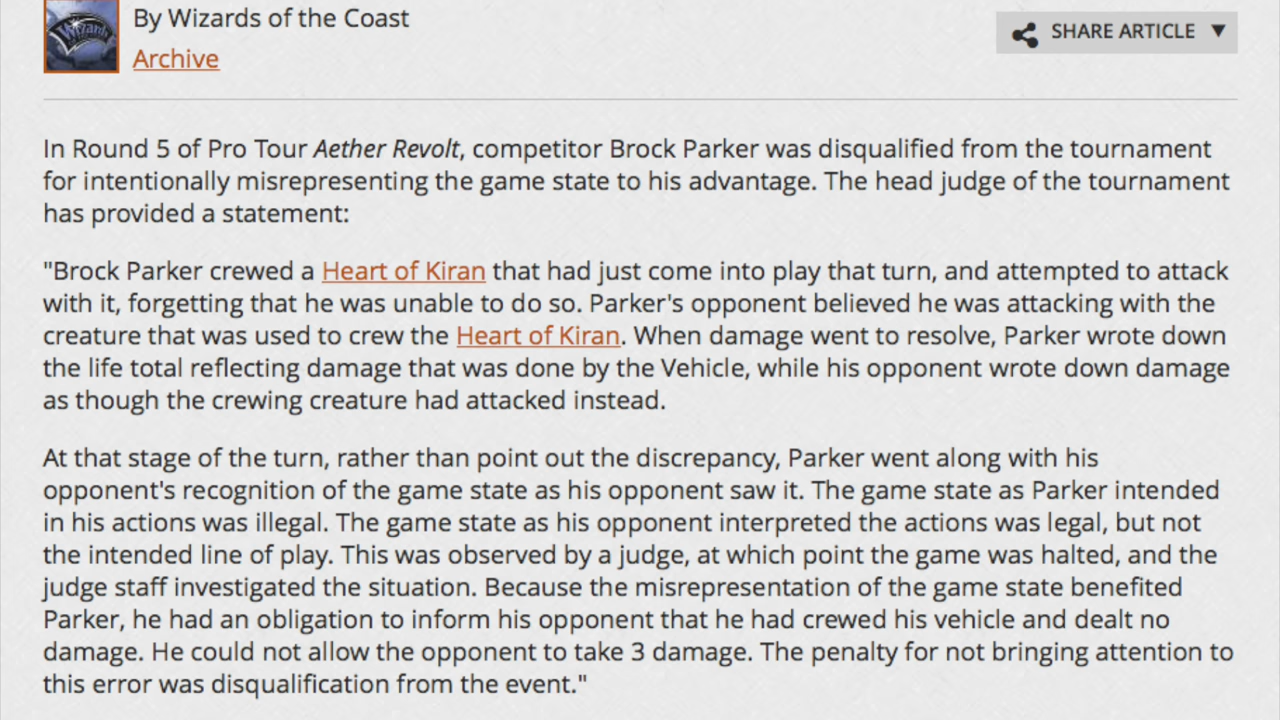 Wizards
By Wizards of the Coast
Archive
SHARE ARTICLE ▼
In Round 5 of Pro Tour Aether Revolt, competitor Brock Parker was disqualified from the tournament
for intentionally misrepresenting the game state to his advantage. The head judge of the tournament
has provided a statement:
"Brock Parker crewed a Heart of Kiran that had just come into play that turn, and attempted to attack
with it, forgetting that he was unable to do so. Parker's opponent believed he was attacking with the
creature that was used to crew the Heart of Kiran. When damage went to resolve, Parker wrote down
the life total reflecting damage that was done by the Vehicle, while his opponent wrote down damage
as though the crewing creature had attacked instead.
At that stage of the turn, rather than point out the discrepancy, Parker went along with his
opponent's recognition of the game state as his opponent saw it. The game state as Parker intended
in his actions was illegal. The game state as his opponent interpreted the actions was legal, but not
the intended line of play. This was observed by a judge, at which point the game was halted, and the
judge staff investigated the situation. Because the misrepresentation of the game state benefited
Parker, he had an obligation to inform his opponent that he had crewed his vehicle and dealt no
damage. He could not allow the opponent to take 3 damage. The penalty for not bringing attention to
this error was disqualification from the event."